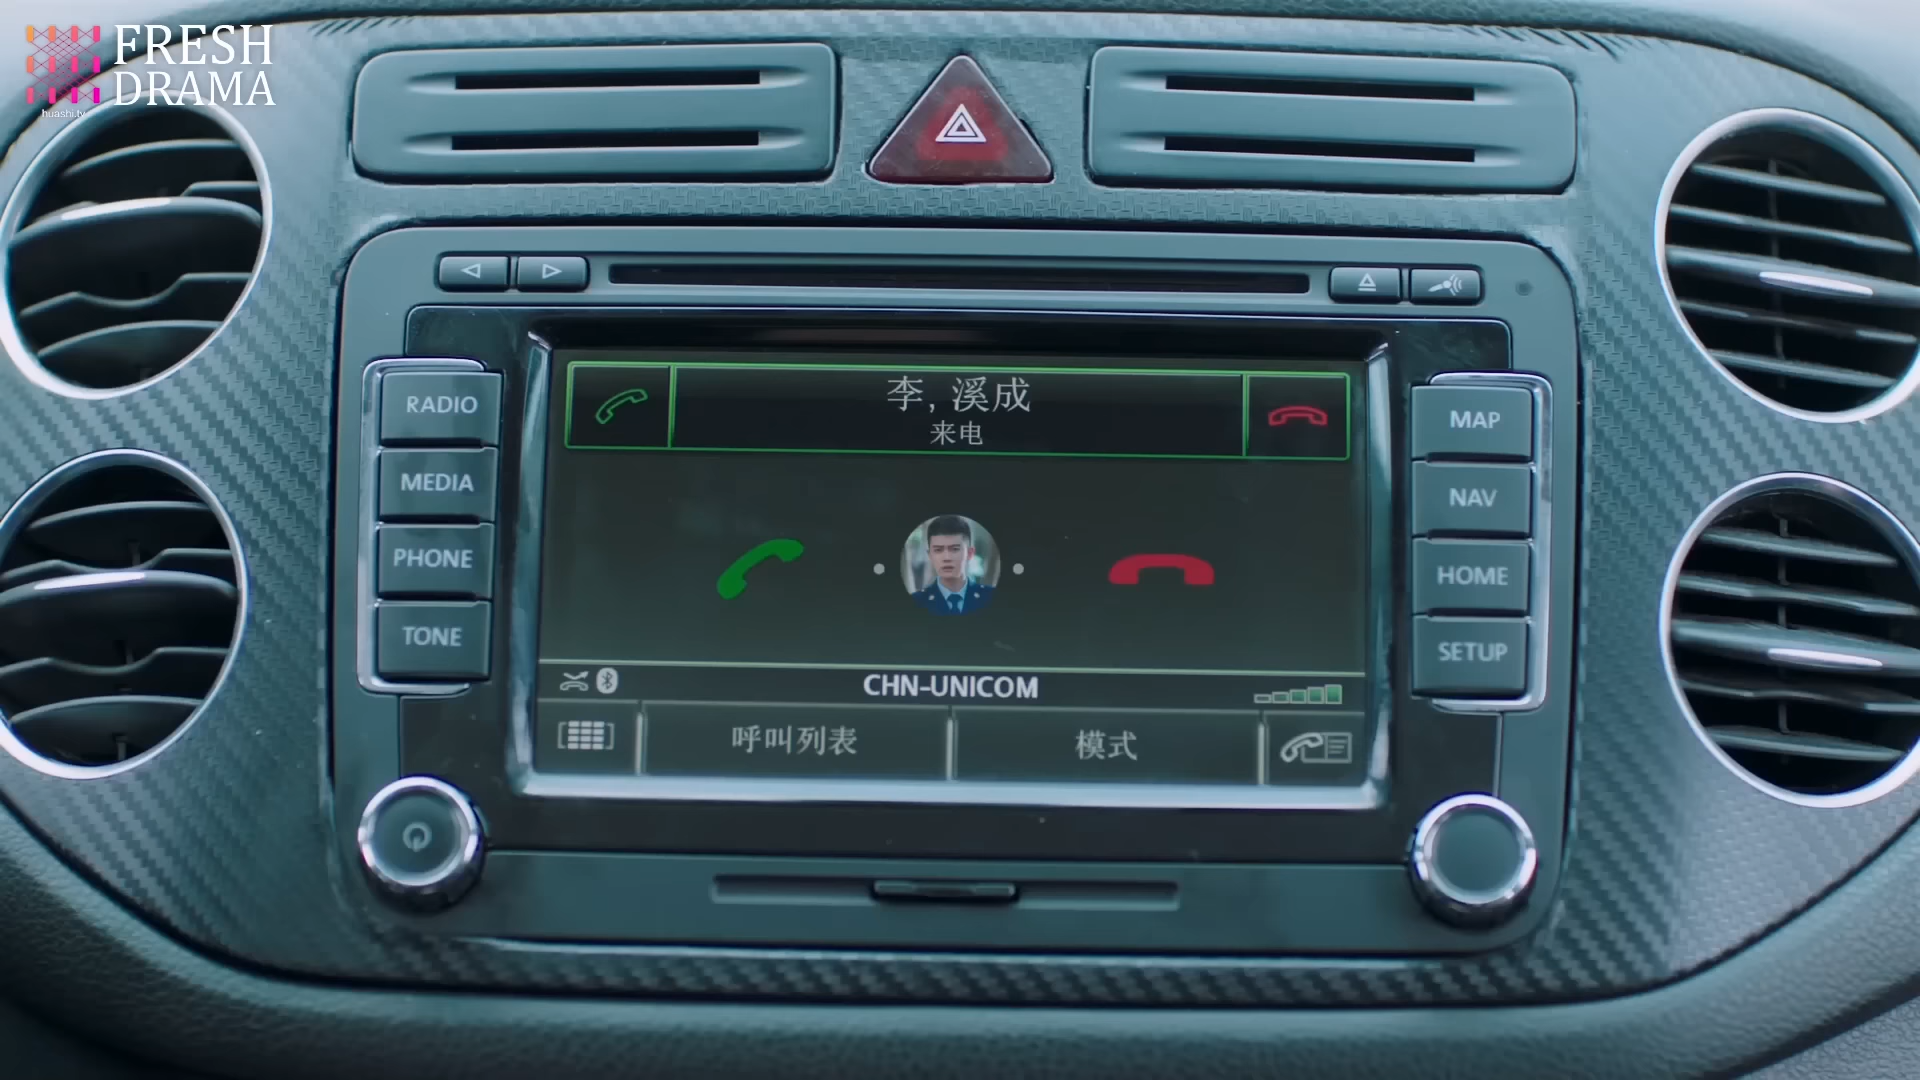 FRESH
DRAMA
huashi.tv
李, 溪成
来电
RADIO
MEDIA
PHONE
TONE
MAP
NAV
HOME
SETUP
CHN-UNICOM
呼叫列表
模式